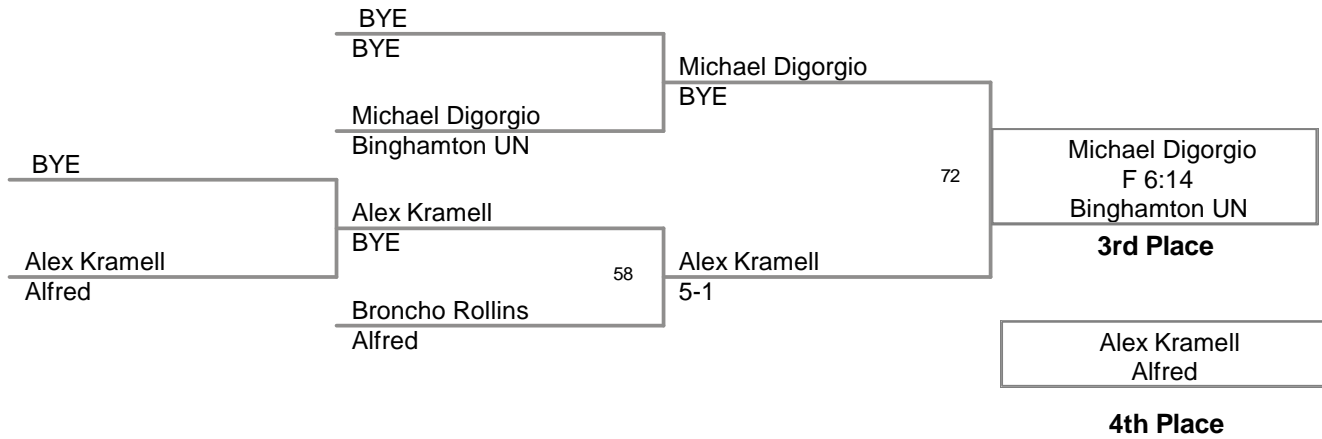 BYE
BYE
Michael Digorgio
BYE
Michael Digorgio
Binghamton UN
BYE
Michael Digorgio
F 6:14
Binghamton UN
72
Alex Kramell
BYE
3rd Place
Alex Kramell
Alfred
58
Alex Kramell
5-1
Broncho Rollins
Alfred
Alex Kramell
Alfred
4th Place